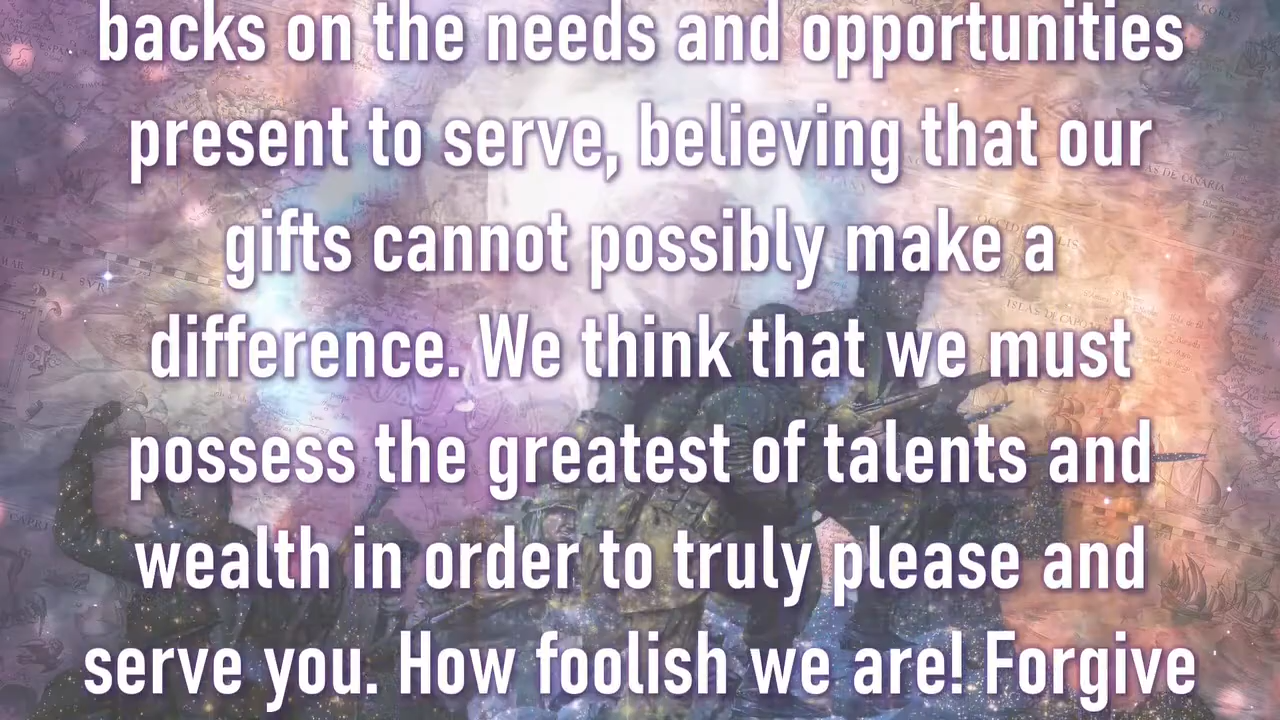 backs on the needs and opportunities
present to serve, believing that our
gifts cannot possibly make a
difference. We think that we must
possess the greatest of talents and
wealth in order to truly please and
serve you. How foolish we are! Forgive